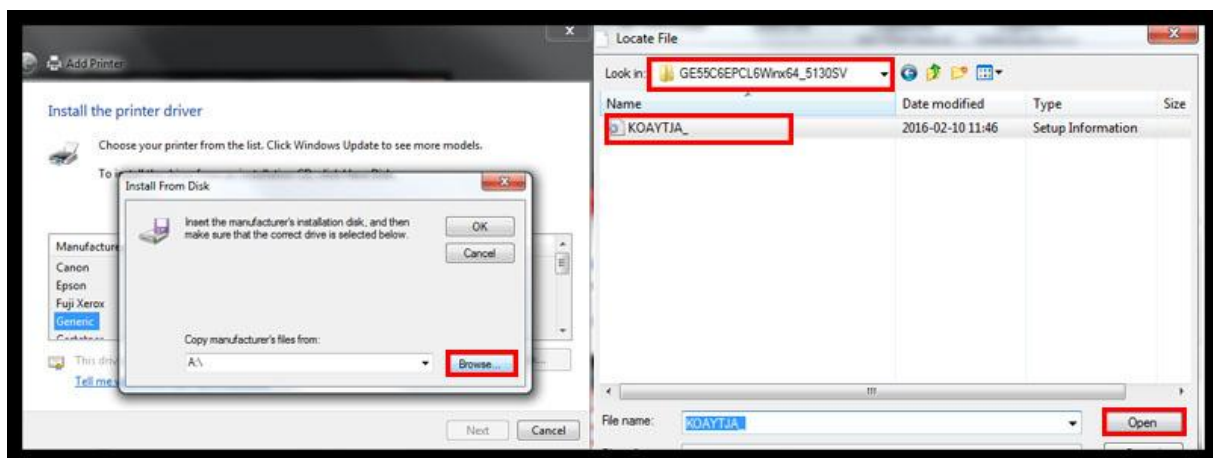 Add Printer
Install the printer driver
Choose your printer from the list. Click Windows Update to see more models.
Install From Disk
Insert the manufacturer's installation disk, and then
make sure that the correct drive is selected below.
OK
Cancel
Manufacture
Canon
Epson
Fuji Xerox
Generic
Copy manufacturer's files from:
A:\
Browse...
This driv
Tell me
Next
Cancel
Locate File
Look in:
GE55C6EPCL6Winx64_5130SV
Name
Date modified
Type
Size
KOAYTJA_
2016-02-10 11:46
Setup Information
File name:
KOAYTJA_
Open